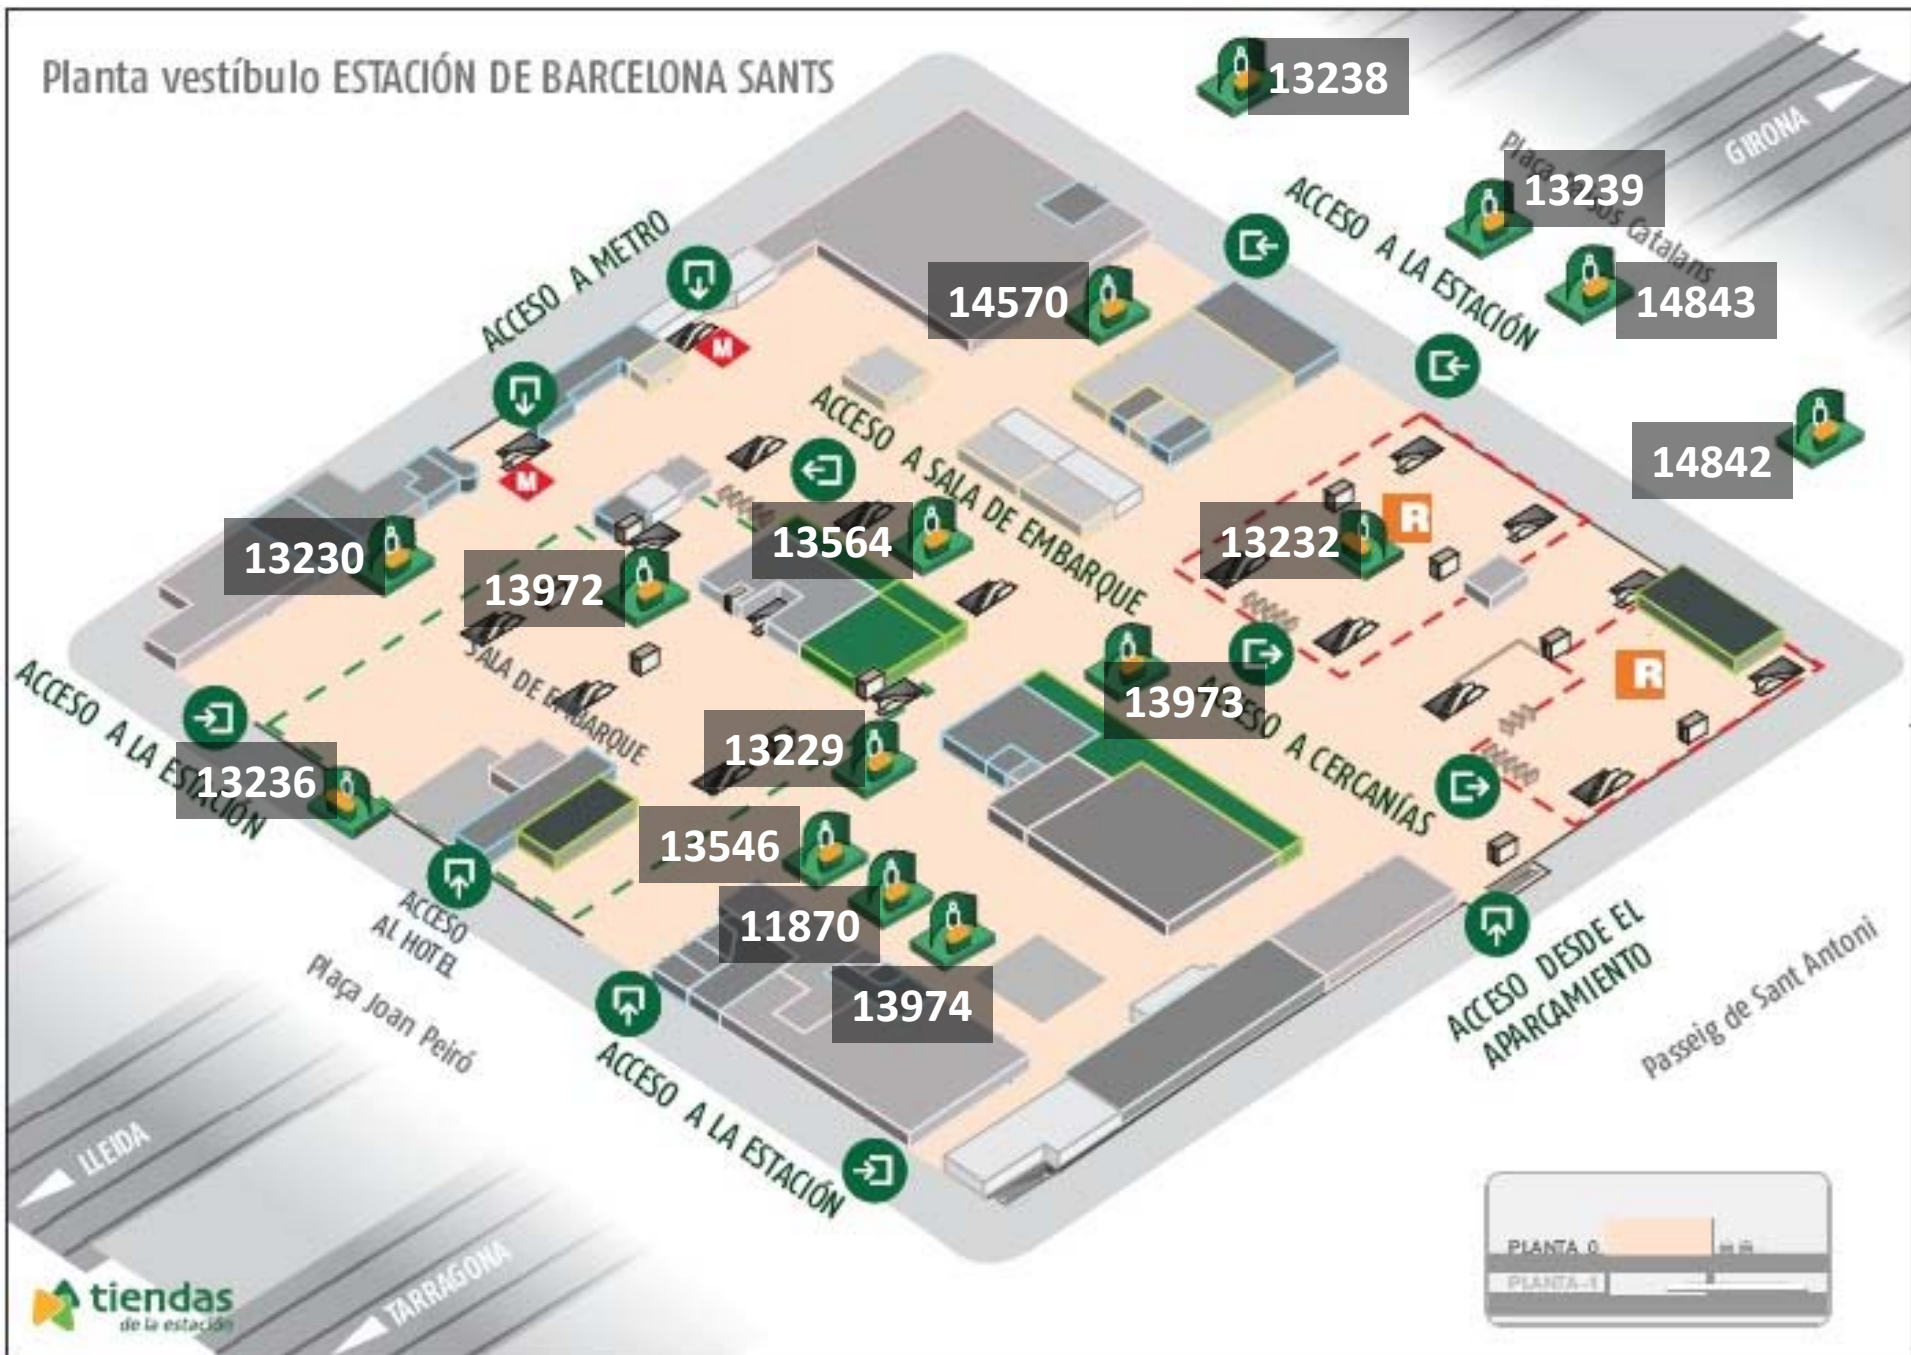 Planta vestíbulo ESTACIÓN DE BARCELONA SANTS
13238
GIRONA
Plaça Països Catalans
13239
ACCESO A LA ESTACIÓN
14843
14570
ACCESO A METRO
M
M
14842
ACCESO A SALA DE EMBARQUE
R
13232
13564
13230
13972
SALA DE EMBARQUE
R
13973
ACCESO A CERCANÍAS
ACCESO A LA ESTACIÓN
13236
13229
13546
11870
13974
ACCESO
AL HOTEL
Plaça Joan Peiró
ACCESO A LA ESTACIÓN
ACCESO DESDE EL
APARCAMIENTO
Passeig de Sant Antoni
LLEIDA
TARRAGONA
PLANTA 0
PLANTA -1
tiendas
de la estación